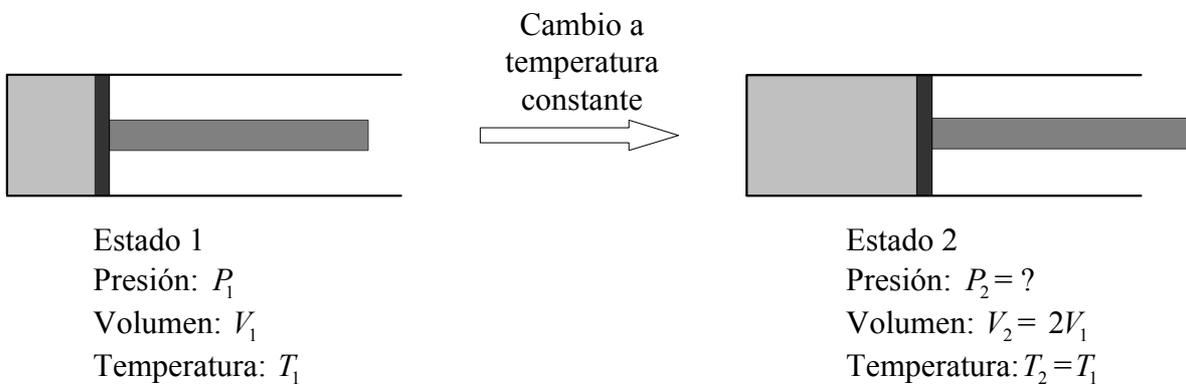 Cambio a
temperatura
constante
Estado 1
Presión: P₁
Volumen: V₁
Temperatura: T₁
Estado 2
Presión: P₂ = ?
Volumen: V₂ = 2V₁
Temperatura: T₂ = T₁